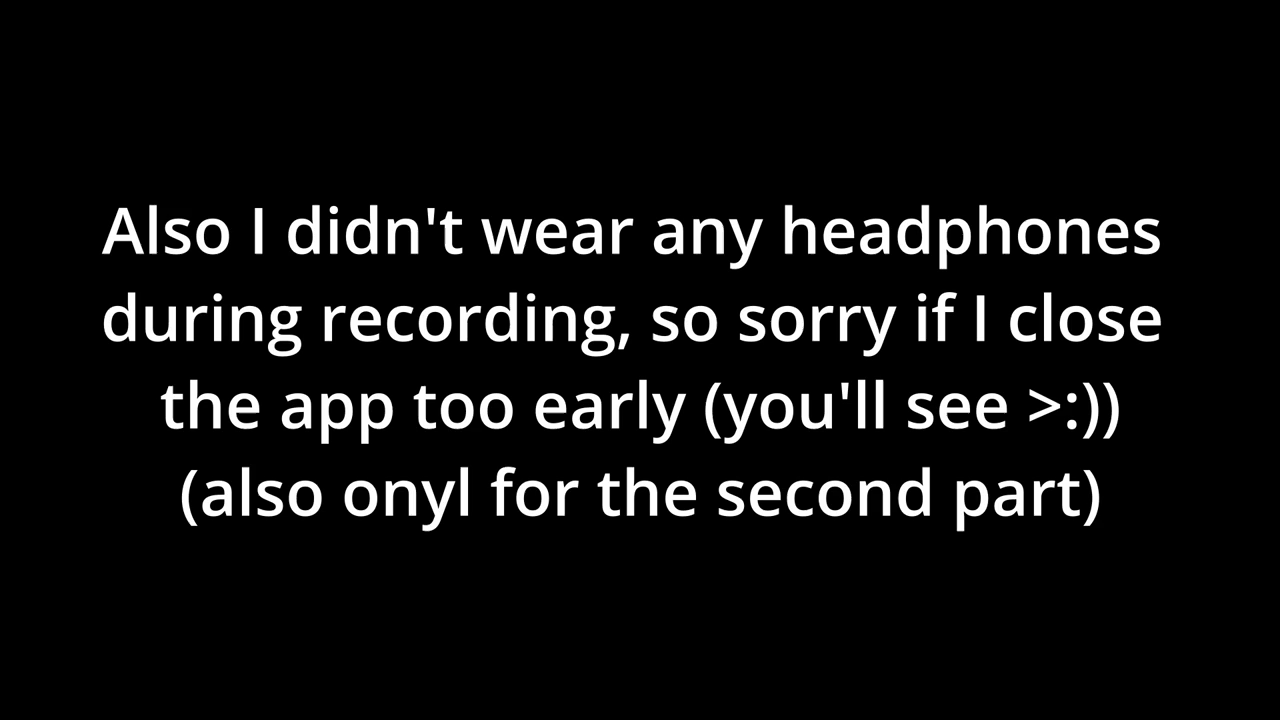 Also I didn't wear any headphones
during recording, so sorry if I close
the app too early (you'll see >:))
(also onyl for the second part)